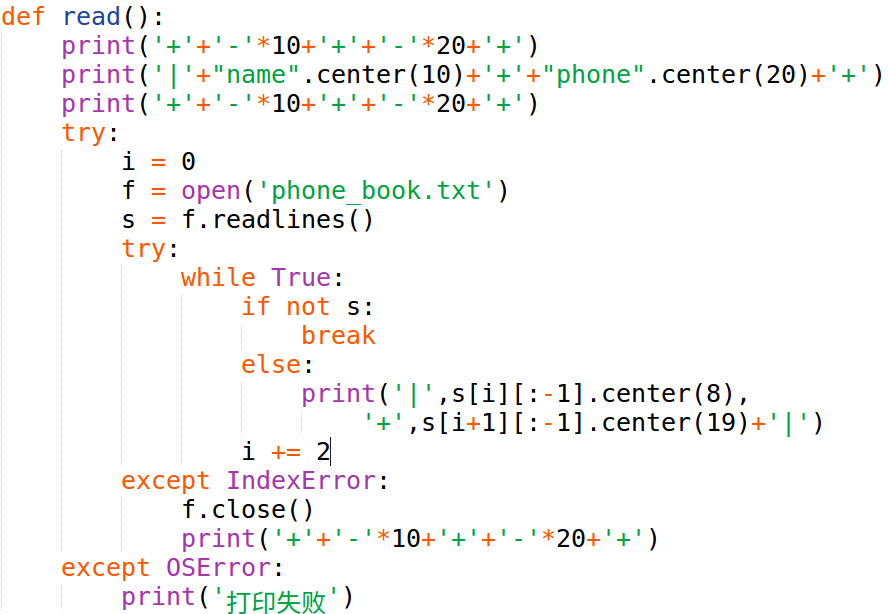 def read():
    print('+'+'-'*10+'+'+'-'*20+'+')
    print('|'+"name".center(10)+'+'+"phone".center(20)+'+')
    print('+'+'-'*10+'+'+'-'*20+'+')
    try:
        i = 0
        f = open('phone_book.txt')
        s = f.readlines()
        try:
            while True:
                if not s:
                    break
                else:
                    print('|',s[i][:-1].center(8),
                        '+',s[i+1][:-1].center(19)+'|')
                i += 2
        except IndexError:
            f.close()
            print('+'+'-'*10+'+'+'-'*20+'+')
    except OSError:
        print('打印失败')